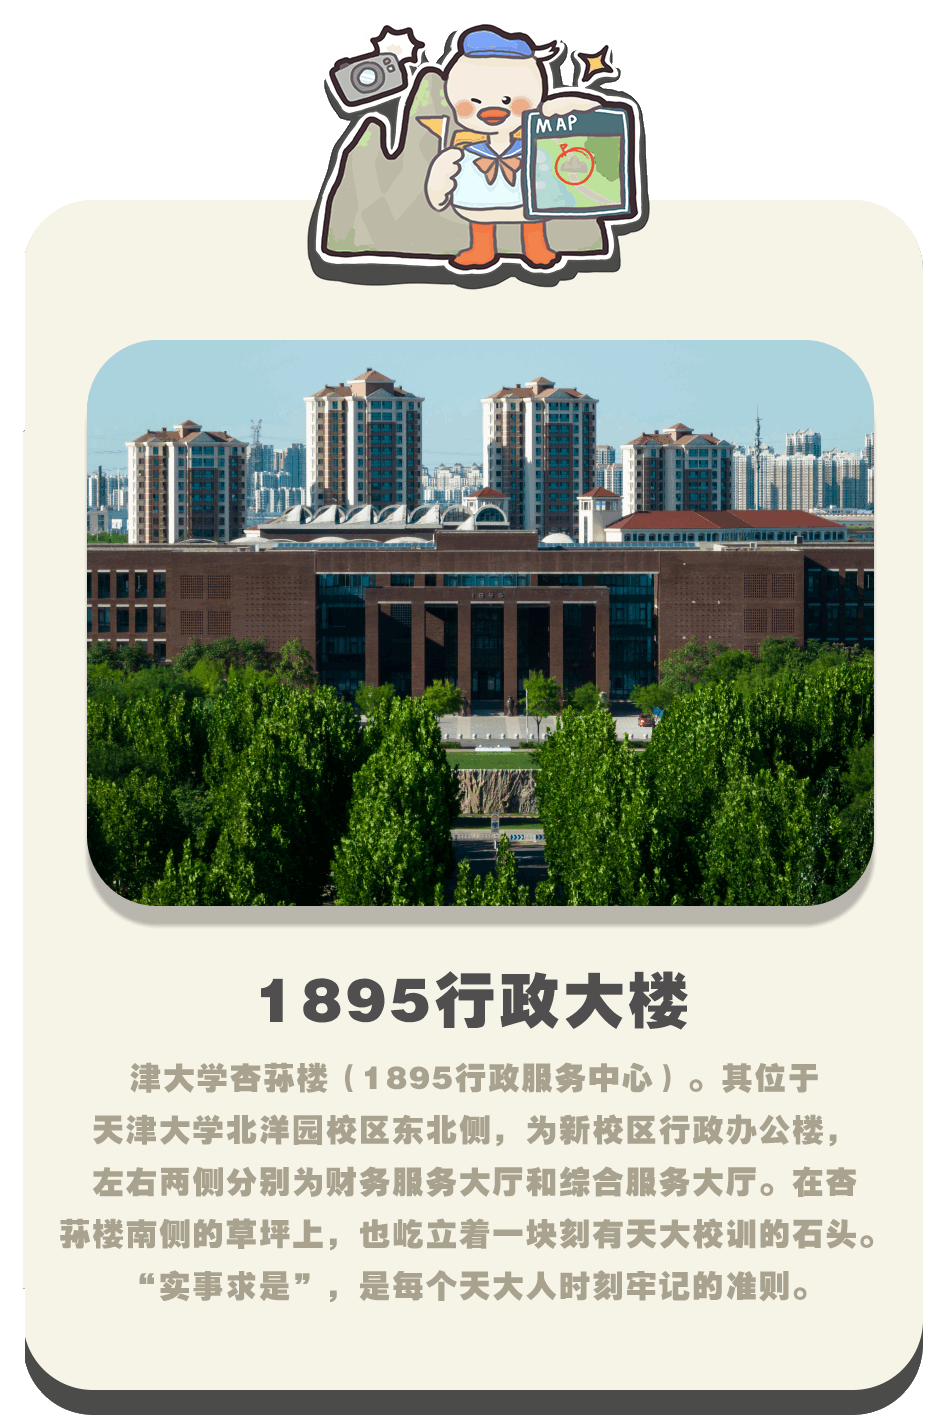 MAP
1895
1895行政大楼
津大学杏荪楼（1895行政服务中心）。其位于
天津大学北洋园校区东北侧，为新校区行政办公楼，
左右两侧分别为财务服务大厅和综合服务大厅。在杏
荪楼南侧的草坪上，也屹立着一块刻有天大校训的石头。
“实事求是”，是每个天大人时刻牢记的准则。